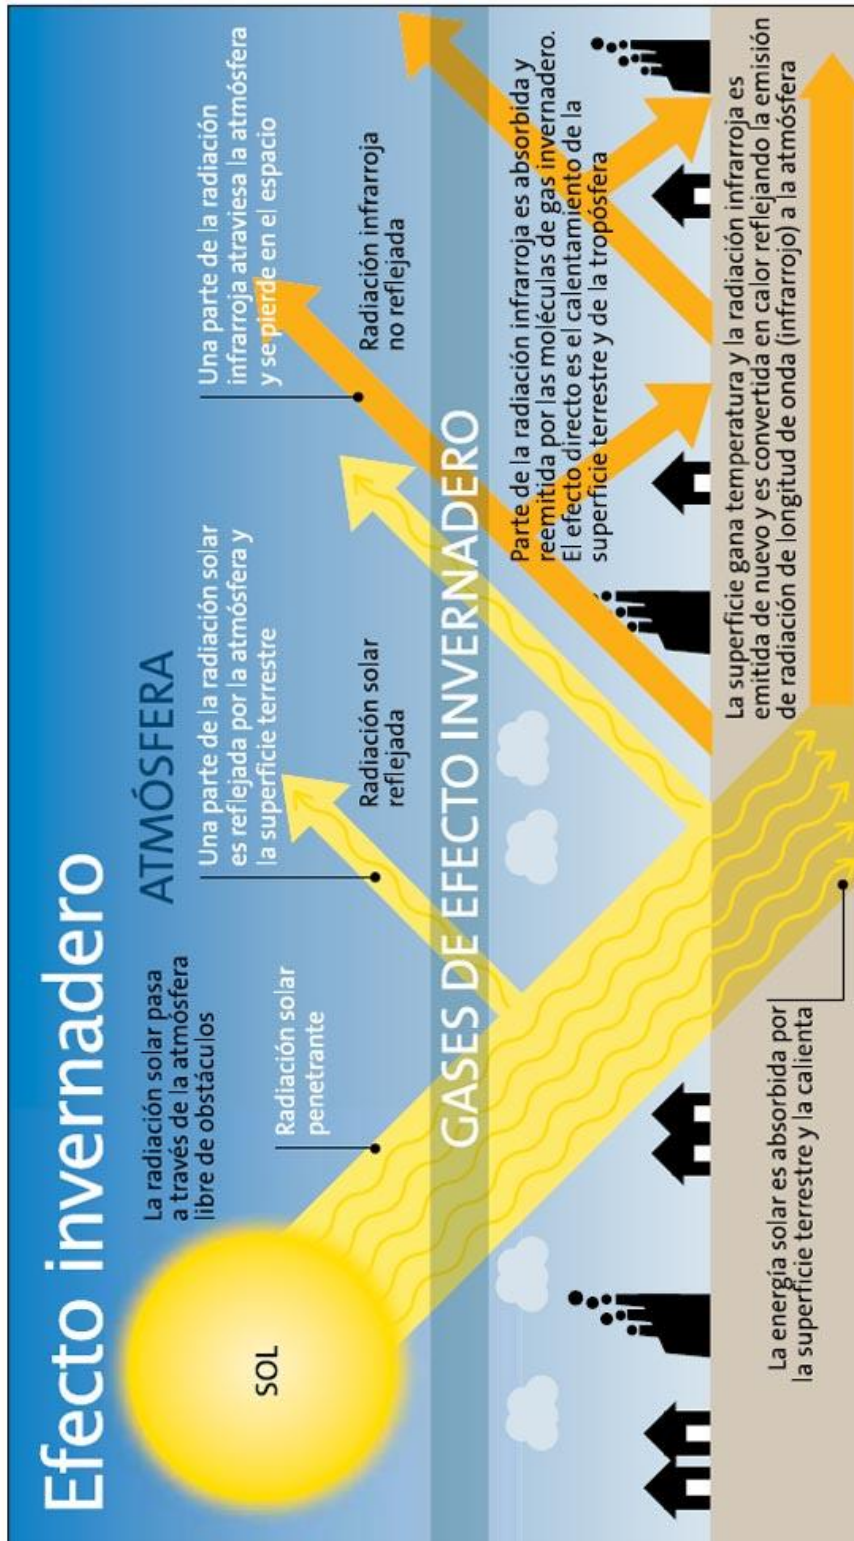 Efecto invernadero
ATMÓSFERA
La radiación solar pasa
a través de la atmósfera
libre de obstáculos
Una parte de la radiación solar
es reflejada por la atmósfera y
la superficie terrestre
Una parte de la radiación
infrarroja atraviesa la atmósfera
y se pierde en el espacio
SOL
Radiación solar
penetrante
Radiación solar
reflejada
Radiación infrarroja
no reflejada
GASES DE EFECTO INVERNADERO
Parte de la radiación infrarroja es absorbida y
reemitida por las moléculas de gas invernadero.
El efecto directo es el calentamiento de la
superficie terrestre y de la tropósfera
La superficie gana temperatura y la radiación infrarroja es
emitida de nuevo y es convertida en calor reflejando la emisión
de radiación de longitud de onda (infrarrojo) a la atmósfera
La energía solar es absorbida por
la superficie terrestre y la calienta